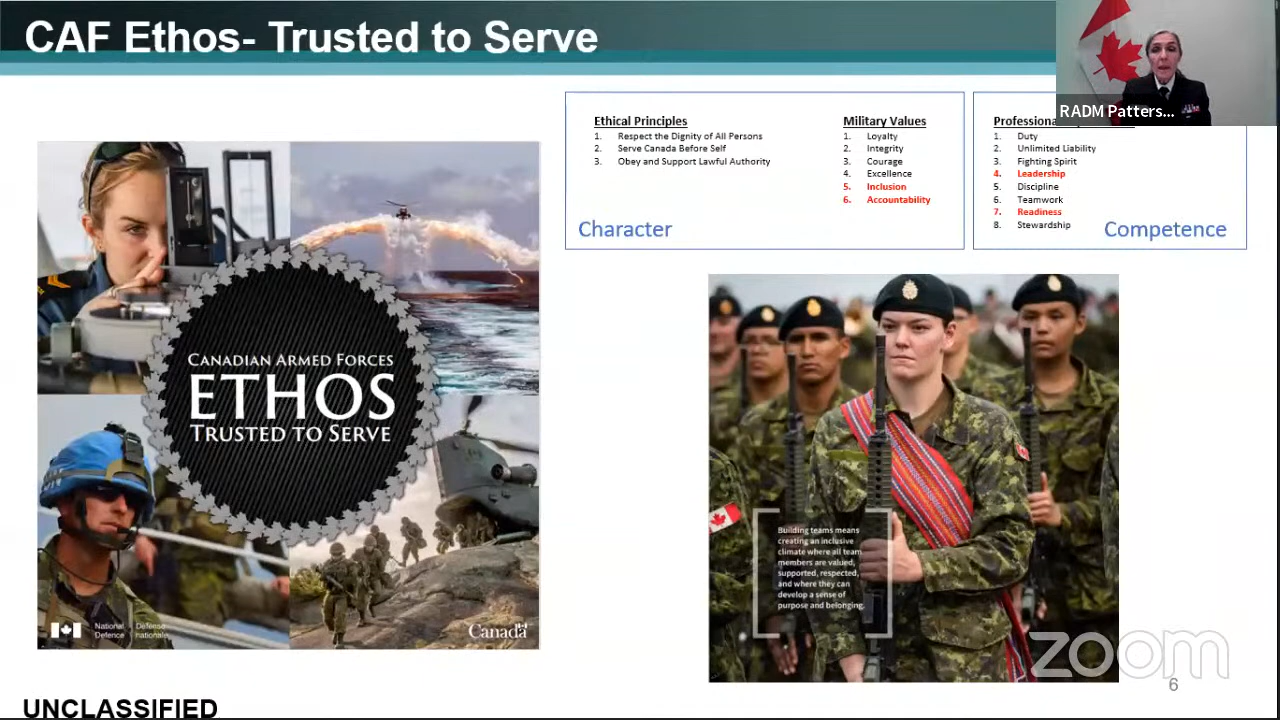 CAF Ethos- Trusted to Serve
RADM Patters...
Ethical Principles
1. Respect the Dignity of All Persons
2. Serve Canada Before Self
3. Obey and Support Lawful Authority
Character
Military Values
1. Loyalty
2. Integrity
3. Courage
4. Excellence
5. Inclusion
6. Accountability
Professional
1. Duty
2. Unlimited Liability
3. Fighting Spirit
4. Leadership
5. Discipline
6. Teamwork
7. Readiness
8. Stewardship
Competence
CANADIAN ARMED FORCES
ETHOS
TRUSTED TO SERVE
UN
National Défense
Defence nationale
Canada
Building teams means
creating an inclusive
climate where all team
members are valued,
supported, respected,
and where they can
develop a sense of
purpose and belonging.
zoom
6
UNCLASSIFIED